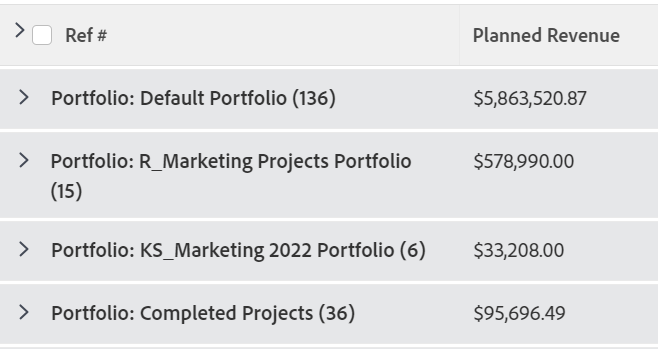 Ref # Planned Revenue
Portfolio: Default Portfolio (136) $5,863,520.87
Portfolio: R_Marketing Projects Portfolio $578,990.00
(15)
Portfolio: KS_Marketing 2022 Portfolio (6) $33,208.00
Portfolio: Completed Projects (36) $95,696.49